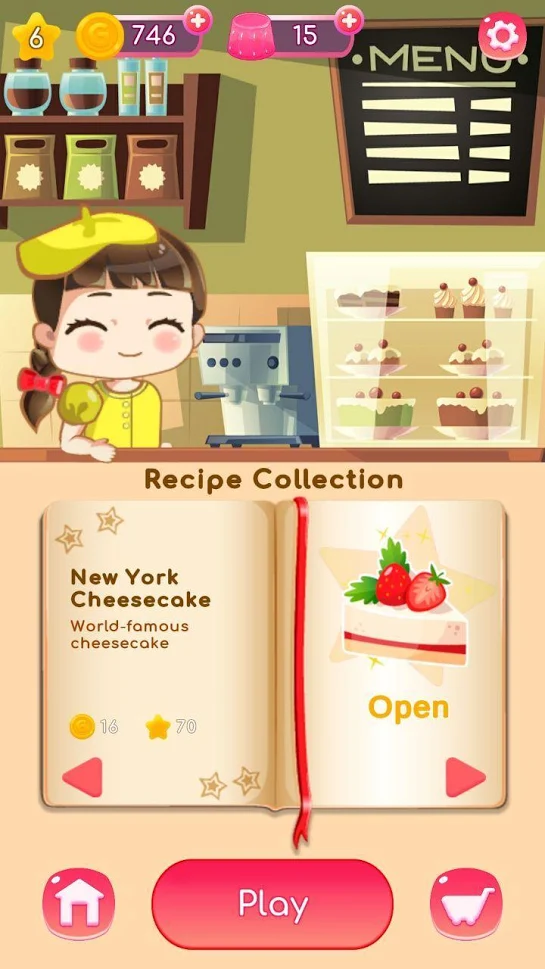 6
G
746
15
MENU
Recipe Collection
New York
Cheesecake
World-famous
cheesecake
G
16
70
Open
Play